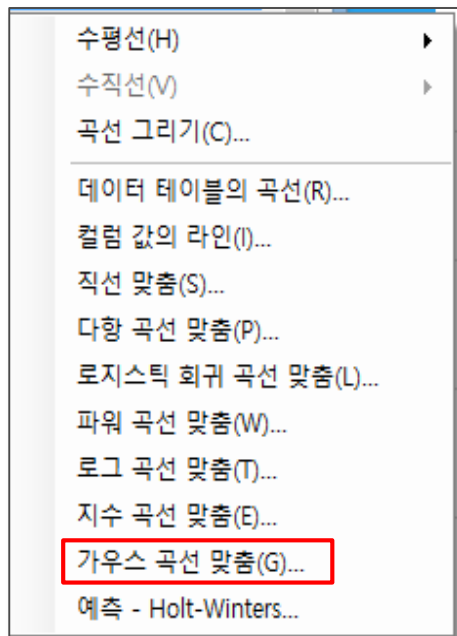 수평선(H)
수직선(V)
곡선 그리기(C)...
데이터 테이블의 곡선(R)...
컬럼 값의 라인(I)...
직선 맞춤(S)...
다항 곡선 맞춤(P)...
로지스틱 회귀 곡선 맞춤(L)...
파워 곡선 맞춤(W)...
로그 곡선 맞춤(T)...
지수 곡선 맞춤(E)...
가우스 곡선 맞춤(G)...
예측 - Holt-Winters...